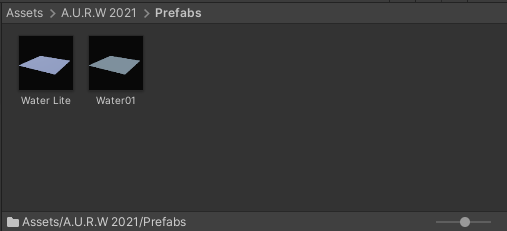 Assets > A.U.R.W 2021 > Prefabs
Water Lite
Water01
Assets/A.U.R.W 2021/Prefabs